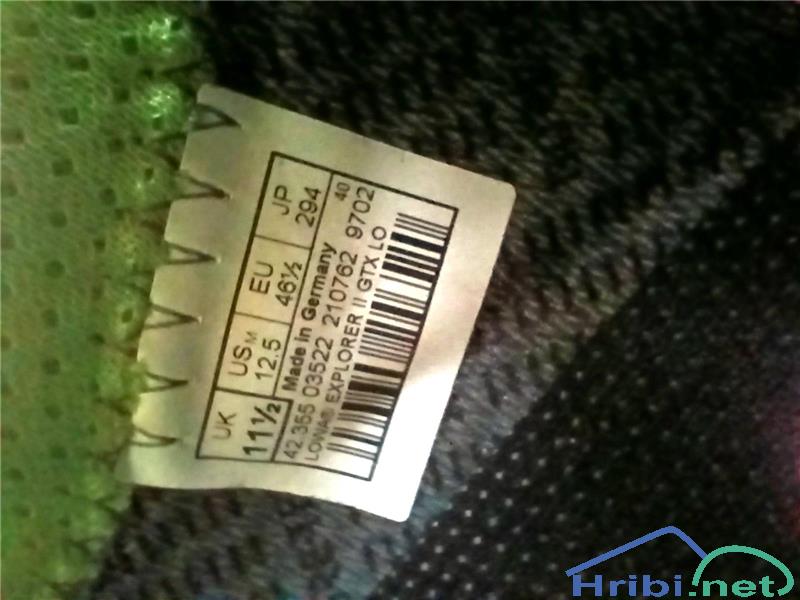 UK USM EU JP
11½ 12.5 46½ 294
Made in Germany 40
42.355 03522 210762 9702
LOWA® EXPLORER II GTX LO
Hribi.net